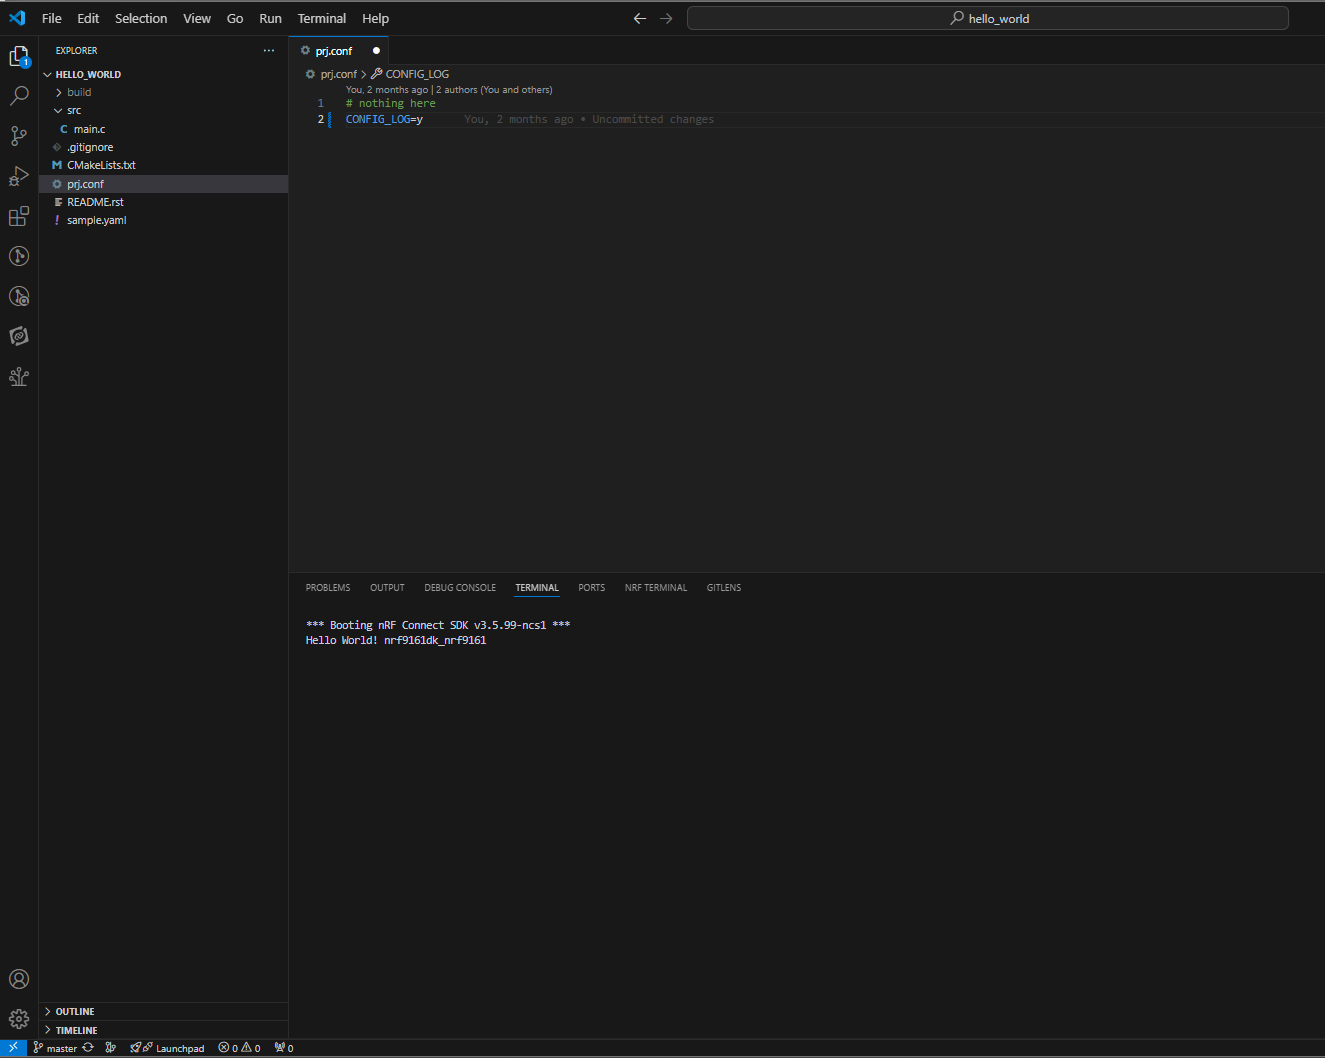 File Edit Selection View Go Run Terminal Help
hello_world
EXPLORER
HELLO_WORLD
build
src
C main.c
.gitignore
M CMakeLists.txt
prj.conf
README.rst
! sample.yaml
OUTLINE
TIMELINE
prj.conf
prj.conf > CONFIG_LOG
You, 2 months ago | 2 authors (You and others)
1 # nothing here
2 CONFIG_LOG=y You, 2 months ago • Uncommitted changes
PROBLEMS OUTPUT DEBUG CONSOLE TERMINAL PORTS NRF TERMINAL GITLENS
*** Booting nRF Connect SDK v3.5.99-ncs1 ***
Hello World! nrf9161dk_nrf9161
1
master Launchpad 0 0 0